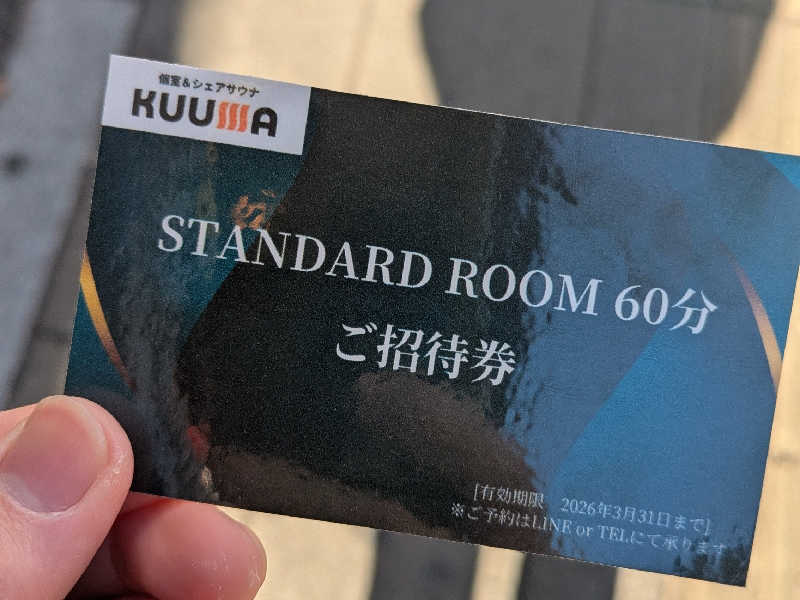 個室&シェアサウナ
KUUMA
STANDARD ROOM 60分
ご招待券
[有効期限 2026年3月31日まで]
※ご予約はLINE or TELにて承ります